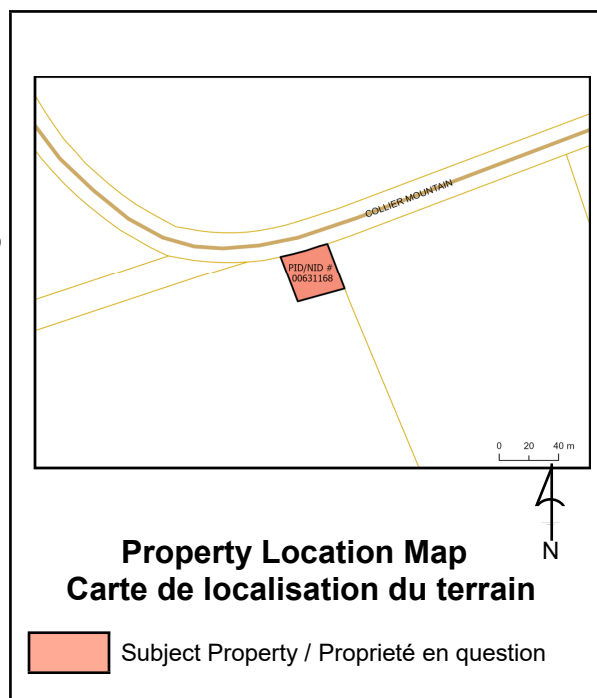 COLLIER MOUNTAIN
PID/NID #
00631168
0 20 40 m
N
Property Location Map
Carte de localisation du terrain
Subject Property / Proprieté en question